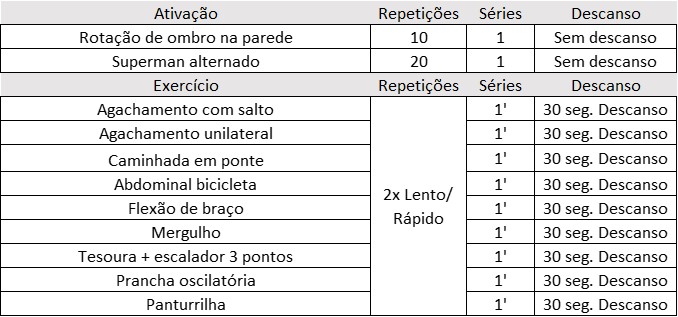 Ativação Repetições Séries Descanso
Rotação de ombro na parede 10 1 Sem descanso
Superman alternado 20 1 Sem descanso
Exercício Repetições Séries Descanso
Agachamento com salto 1' 30 seg. Descanso
Agachamento unilateral 1' 30 seg. Descanso
Caminhada em ponte 1' 30 seg. Descanso
Abdominal bicicleta 1' 30 seg. Descanso
2x Lento/
Rápido
Flexão de braço 1' 30 seg. Descanso
Mergulho 1' 30 seg. Descanso
Tesoura + escalador 3 pontos 1' 30 seg. Descanso
Prancha oscilatória 1' 30 seg. Descanso
Panturrilha 1' 30 seg. Descanso